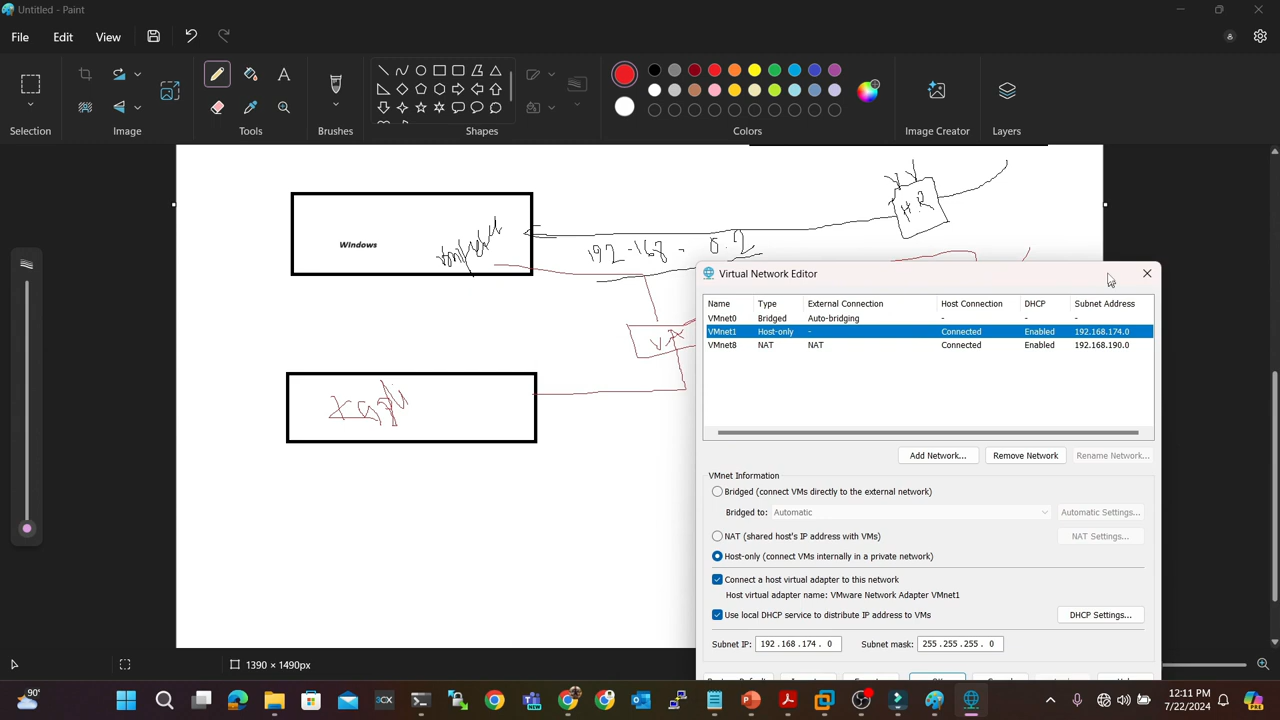 Untitled - Paint
File Edit View
Selection Image Tools Brushes Shapes Colors Image Creator Layers
H.R
Windows
192-168- 0.2
Virtual Network Editor
Name Type External Connection Host Connection DHCP Subnet Address
VMnet0 Bridged Auto-bridging - - -
VMnet1 Host-only - Connected Enabled 192.168.174.0
VMnet8 NAT NAT Connected Enabled 192.168.190.0
Add Network... Remove Network Rename Network...
VMnet Information
Bridged (connect VMs directly to the external network)
Bridged to: Automatic Automatic Settings...
NAT (shared host's IP address with VMs) NAT Settings...
Host-only (connect VMs internally in a private network)
Connect a host virtual adapter to this network
Host virtual adapter name: VMware Network Adapter VMnet1
Use local DHCP service to distribute IP address to VMs DHCP Settings...
Subnet IP: 192 . 168 . 174 . 0 Subnet mask: 255 . 255 . 255 . 0
1390 × 1490px
93°
12:11 PM
7/22/2024